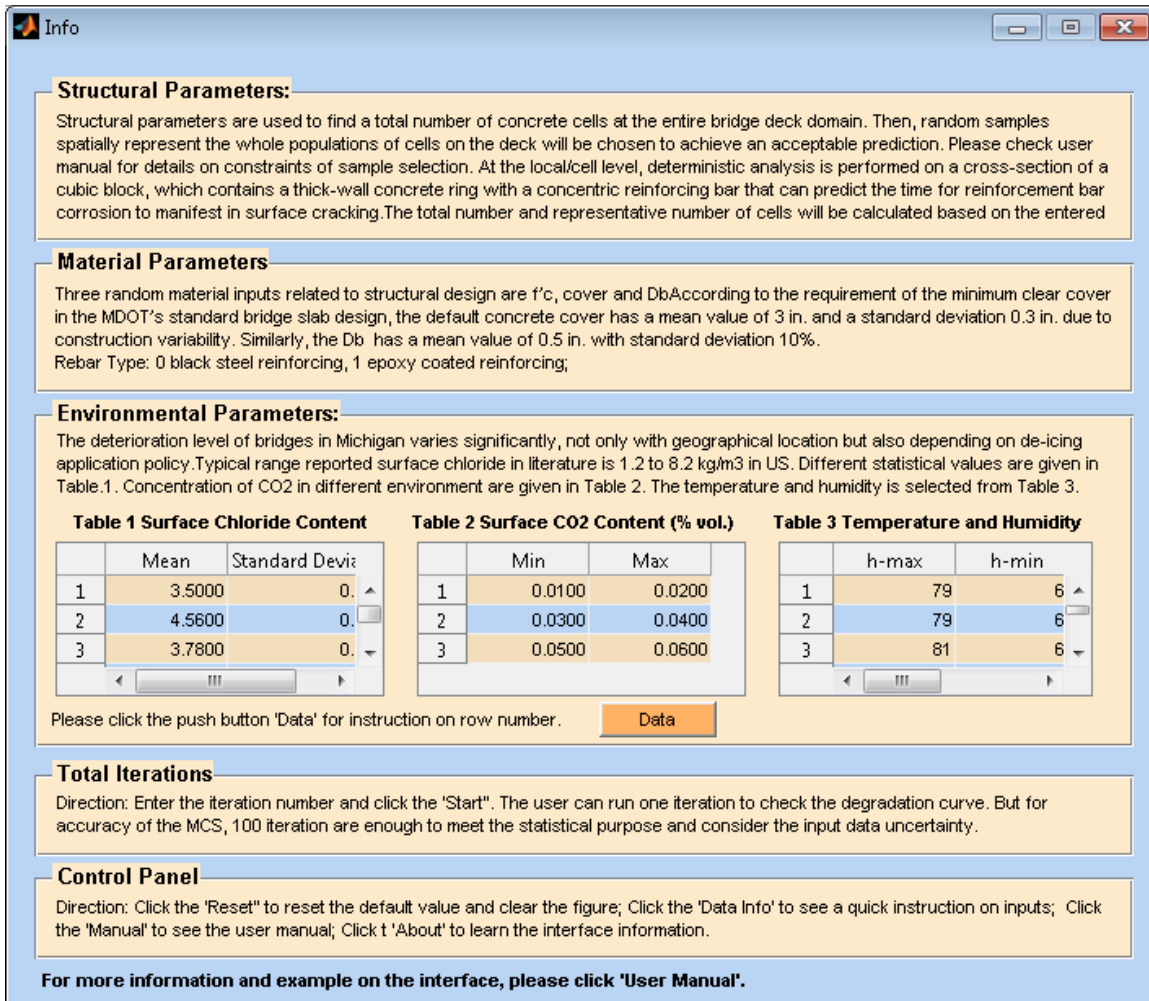 Info
Structural Parameters:
Structural parameters are used to find a total number of concrete cells at the entire bridge deck domain. Then, random samples
spatially represent the whole populations of cells on the deck will be chosen to achieve an acceptable prediction. Please check user
manual for details on constraints of sample selection. At the local/cell level, deterministic analysis is performed on a cross-section of a
cubic block, which contains a thick-wall concrete ring with a concentric reinforcing bar that can predict the time for reinforcement bar
corrosion to manifest in surface cracking.The total number and representative number of cells will be calculated based on the entered
Material Parameters
Three random material inputs related to structural design are f'c, cover and DbAccording to the requirement of the minimum clear cover
in the MDOT's standard bridge slab design, the default concrete cover has a mean value of 3 in. and a standard deviation 0.3 in. due to
construction variability. Similarly, the Db has a mean value of 0.5 in. with standard deviation 10%.
Rebar Type: 0 black steel reinforcing, 1 epoxy coated reinforcing;
Environmental Parameters:
The deterioration level of bridges in Michigan varies significantly, not only with geographical location but also depending on de-icing
application policy.Typical range reported surface chloride in literature is 1.2 to 8.2 kg/m3 in US. Different statistical values are given in
Table.1. Concentration of CO2 in different environment are given in Table 2. The temperature and humidity is selected from Table 3.
Table 1 Surface Chloride Content
Mean Standard Devia
1 3.5000 0.
2 4.5600 0.
3 3.7800 0.
Table 2 Surface CO2 Content (% vol.)
Min Max
1 0.0100 0.0200
2 0.0300 0.0400
3 0.0500 0.0600
Table 3 Temperature and Humidity
h-max h-min
1 79 6
2 79 6
3 81 6
Please click the push button 'Data' for instruction on row number. Data
Total Iterations
Direction: Enter the iteration number and click the 'Start". The user can run one iteration to check the degradation curve. But for
accuracy of the MCS, 100 iteration are enough to meet the statistical purpose and consider the input data uncertainty.
Control Panel
Direction: Click the 'Reset" to reset the default value and clear the figure; Click the 'Data Info' to see a quick instruction on inputs; Click
the 'Manual' to see the user manual; Click t 'About' to learn the interface information.
For more information and example on the interface, please click 'User Manual'.